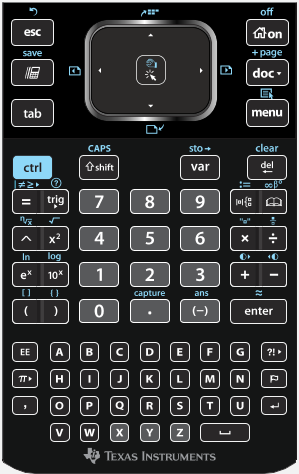 off
esc
on
save
+ page
doc
tab
menu
CAPS
sto
clear
ctrl
shift
var
del
|≠≥▸ ?
:= ∞β°
= trig 7 8 9
ⁿ√x √
^ x² 4 5 6 × ÷
ln log
eˣ 10ˣ 1 2 3 + −
[ ] { } capture ans ≈
( ) 0 . (−) enter
EE A B C D E F G ?!▸
π▸ H I J K L M N
, O P Q R S T U
V W X Y Z
TEXAS INSTRUMENTS